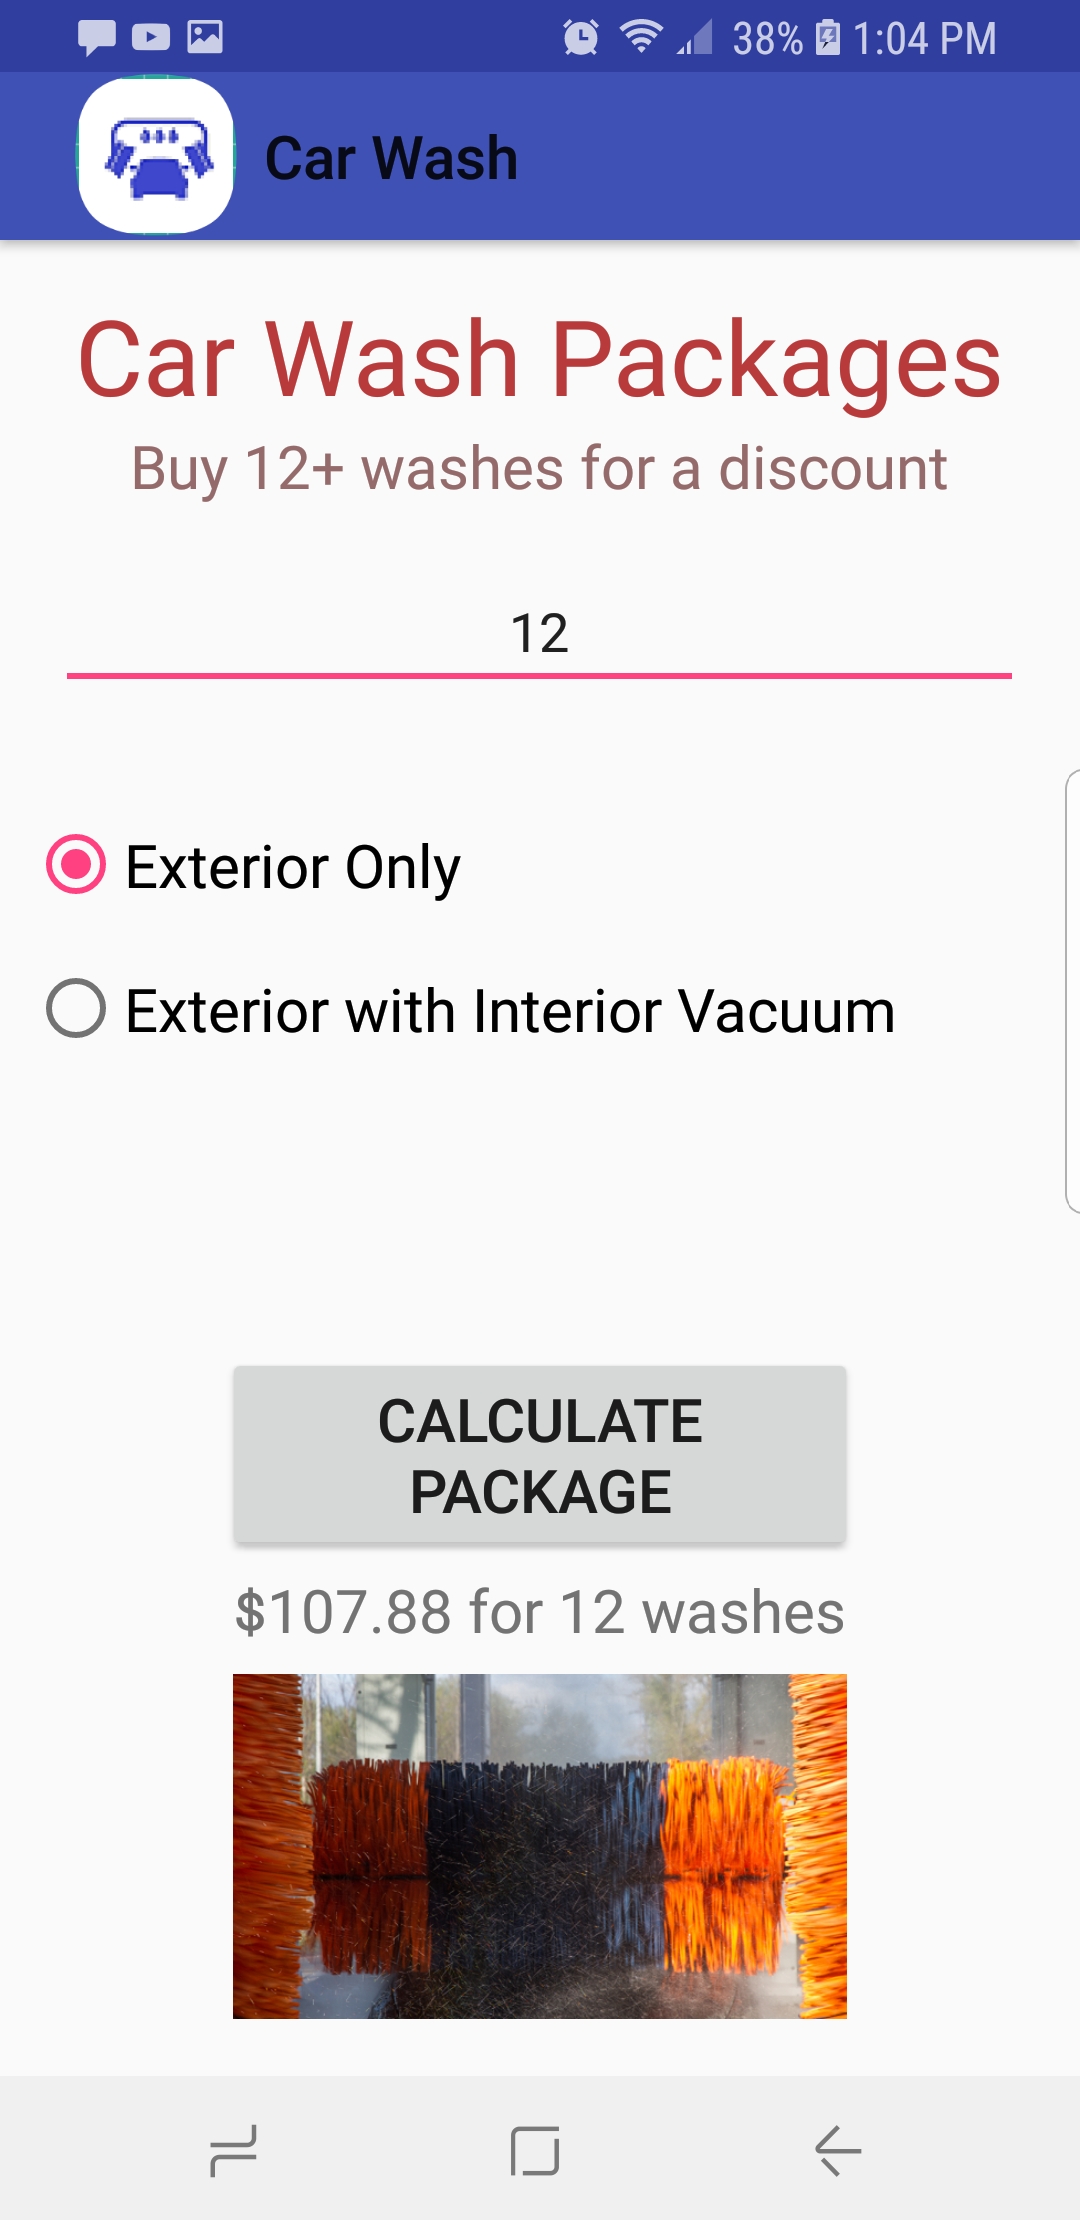 38% 1:04 PM
Car Wash
Car Wash Packages
Buy 12+ washes for a discount
12
Exterior Only
Exterior with Interior Vacuum
CALCULATE
PACKAGE
$107.88 for 12 washes